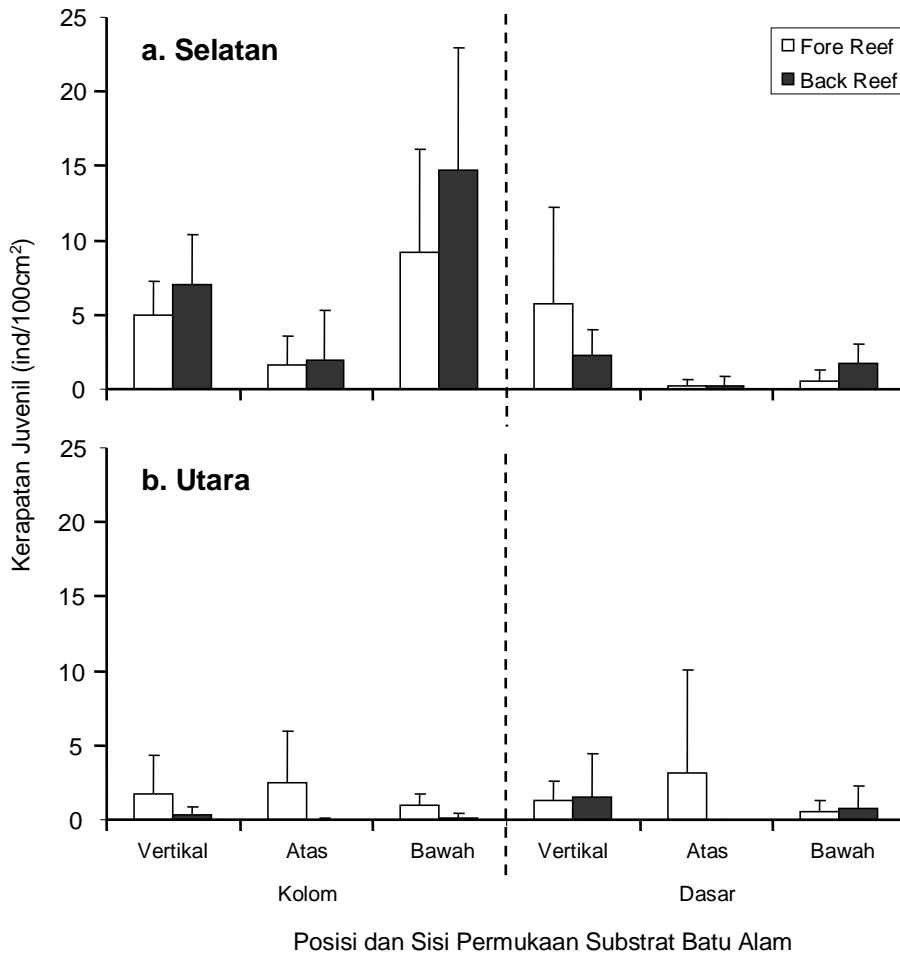 25
a. Selatan
Fore Reef
Back Reef
20
15
10
5
0
Kerapatan Juvenil (ind/100cm²)
25
b. Utara
20
15
10
5
0
Vertikal Atas Bawah Vertikal Atas Bawah
Kolom Dasar
Posisi dan Sisi Permukaan Substrat Batu Alam